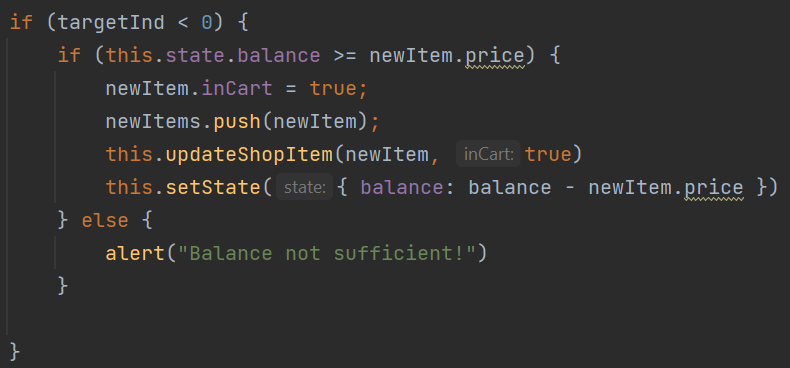 if (targetInd < 0) {
    if (this.state.balance >= newItem.price) {
        newItem.inCart = true;
        newItems.push(newItem);
        this.updateShopItem(newItem, inCart: true)
        this.setState( state: { balance: balance - newItem.price })
    } else {
        alert("Balance not sufficient!")
    }
}